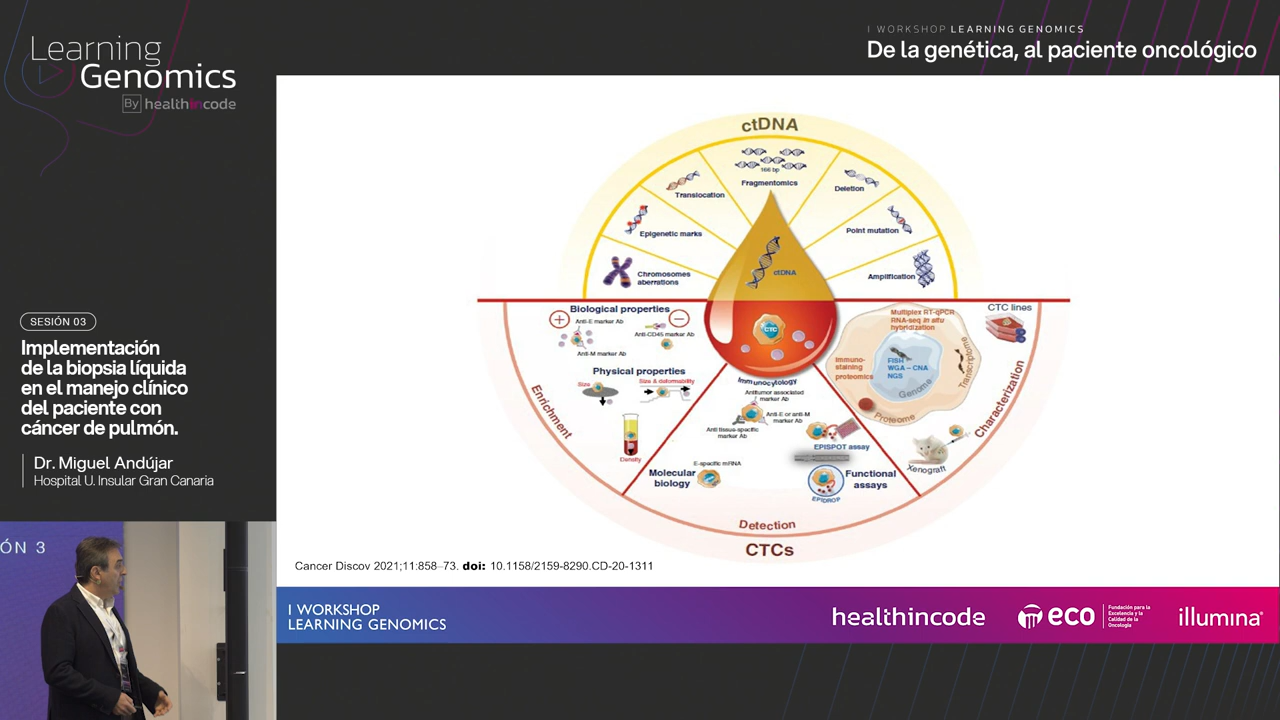 Learning
Genomics
By healthincode
I WORKSHOP LEARNING GENOMICS
De la genética, al paciente oncológico
SESIÓN 03
Implementación
de la biopsia líquida
en el manejo clínico
del paciente con
cáncer de pulmón.
Dr. Miguel Andújar
Hospital U. Insular Gran Canaria
ÓN 3
ctDNA
166 bp
Fragmentomics
Translocation
Deletion
Epigenetic marks
Point mutation
Chromosomes
aberrations
Amplification
ctDNA
CTC
Biological properties
Anti-E marker Ab
Anti-CD45 marker Ab
Anti-M marker Ab
Physical properties
Size
Size & deformability
Density
Enrichment
Immunocytology
Antitumor associated
marker Ab
Anti-E or anti-M
marker Ab
Anti tissue-specific
marker Ab
E-specific mRNA
Molecular
biology
EPISPOT assay
Functional
assays
EPIDROP
Detection
CTCs
Multiplex RT-qPCR
RNA-seq in situ
hybridization
CTC lines
Immuno-
staining
proteomics
FISH
WGA – CNA
NGS
Genome
Transcriptome
Proteome
Xenograft
Characterization
Cancer Discov 2021;11:858–73. doi: 10.1158/2159-8290.CD-20-1311
I WORKSHOP
LEARNING GENOMICS
healthincode
eco
Fundación para la
Excelencia y la
Calidad de la
Oncología
illumina®